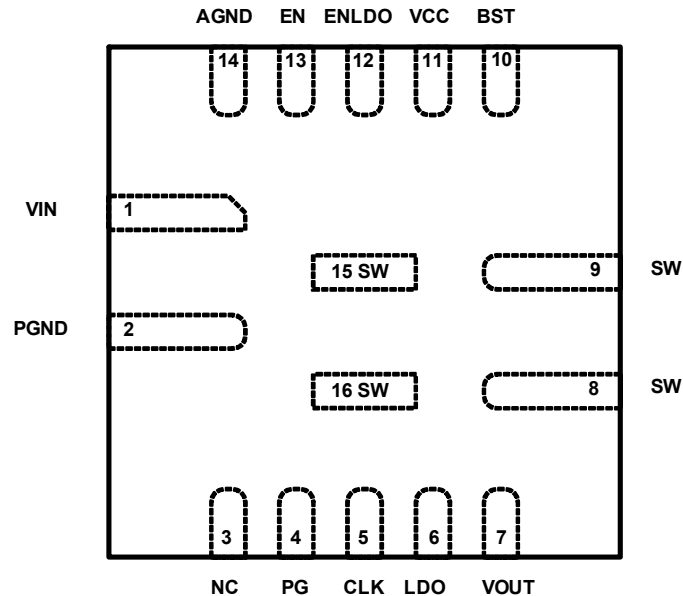 AGND EN ENLDO VCC BST
14 13 12 11 10
VIN 1
15 SW 9 SW
PGND 2
16 SW 8 SW
3 4 5 6 7
NC PG CLK LDO VOUT